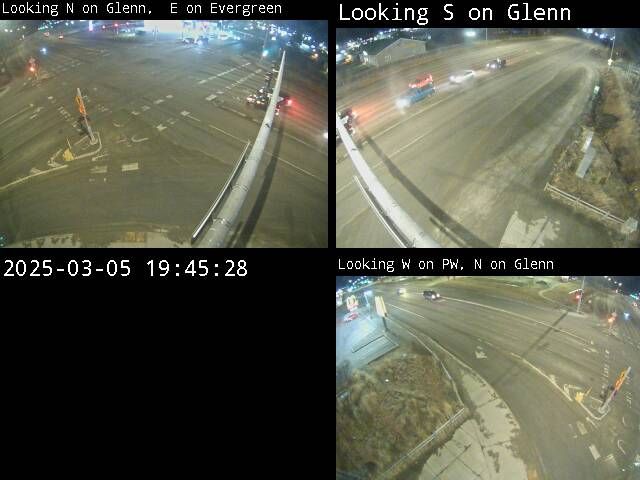 Looking N on Glenn, E on Evergreen
Looking S on Glenn
2025-03-05 19:45:28
Looking W on PW, N on Glenn